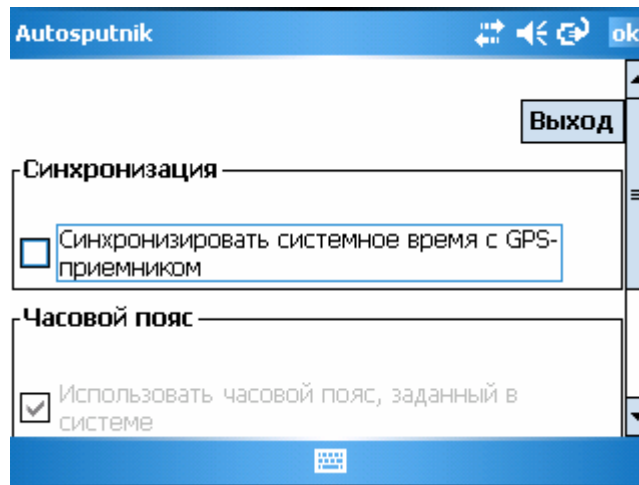 Autosputnik ok
Выход
Синхронизация
Синхронизировать системное время с GPS-
приемником
Часовой пояс
Использовать часовой пояс, заданный в
системе